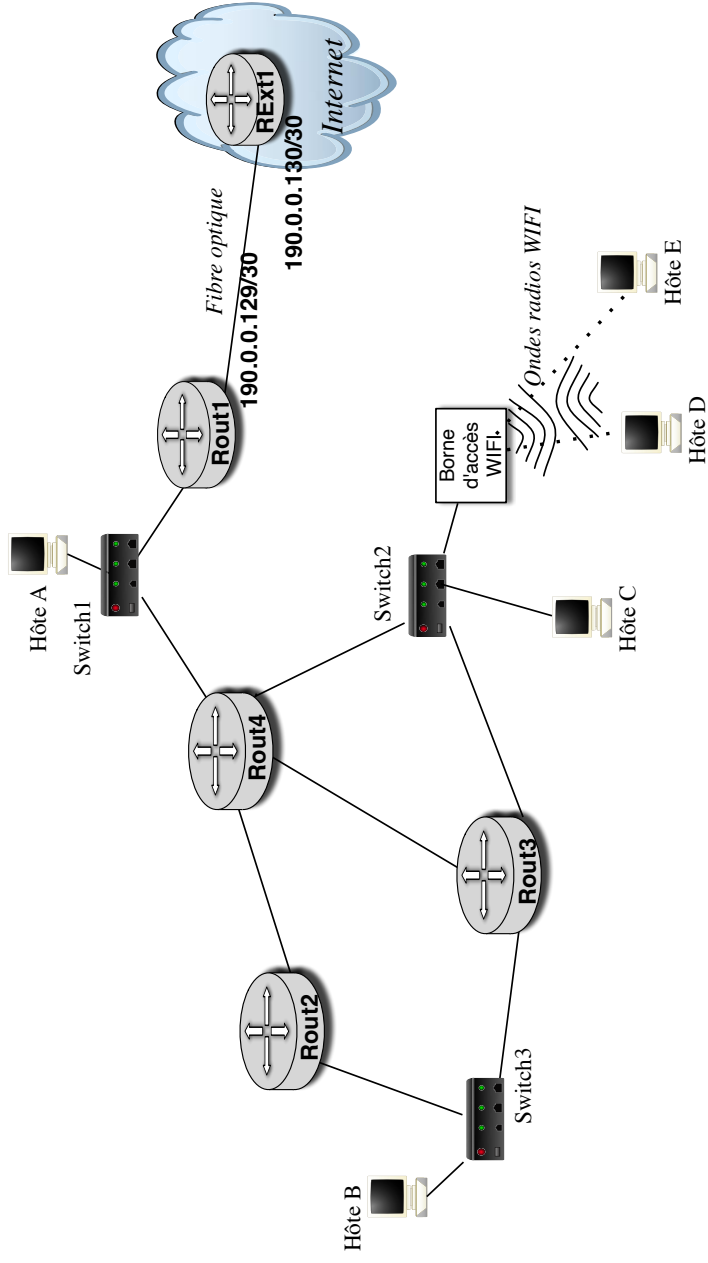 Hôte A
Switch1
Rout1
Fibre optique
190.0.0.129/30
190.0.0.130/30
RExt1
Internet
Rout4
Rout2
Rout3
Switch2
Borne
d'accès
WIFI
Ondes radios WIFI
Hôte B
Switch3
Hôte C
Hôte D
Hôte E